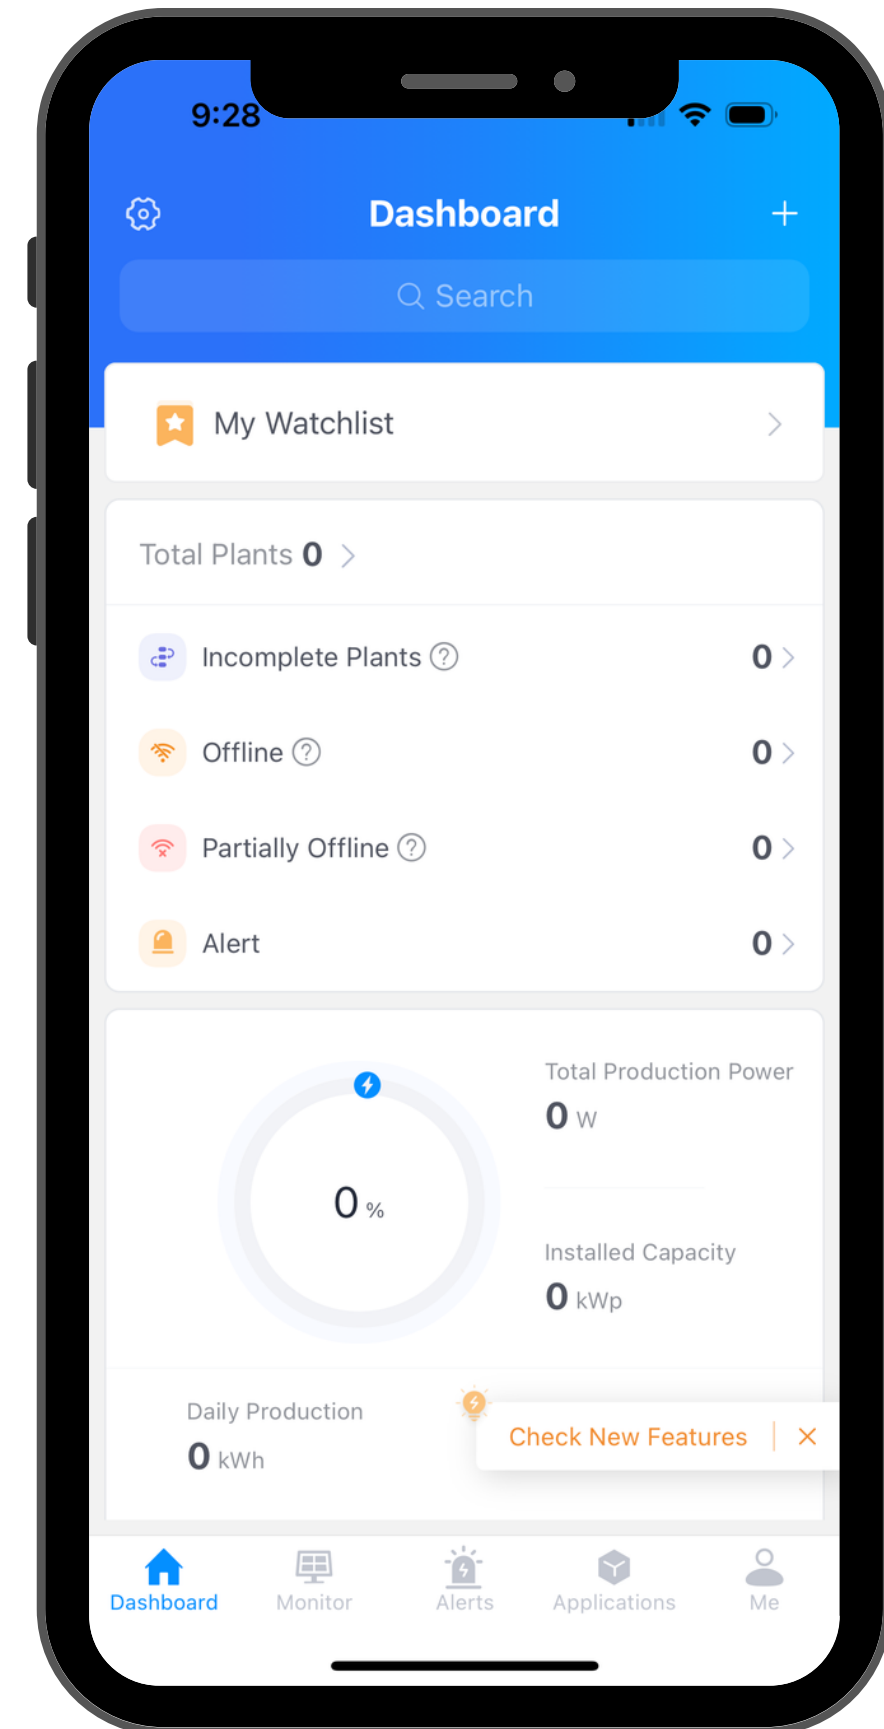 9:28
Dashboard
Search
My Watchlist
Total Plants 0
Incomplete Plants ? 0
Offline ? 0
Partially Offline ? 0
Alert 0
Total Production Power
0 W
0 %
Installed Capacity
0 kWp
Daily Production
0 kWh
Check New Features
Dashboard Monitor Alerts Applications Me